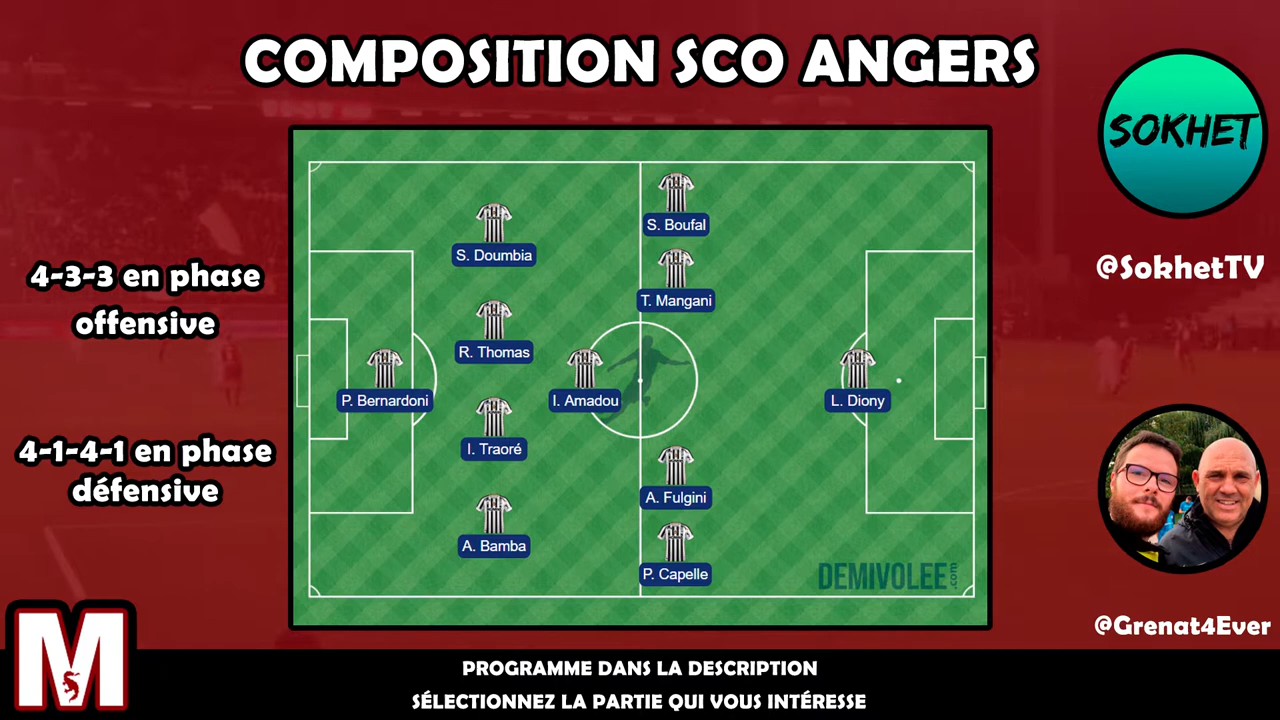 COMPOSITION SCO ANGERS
SOKHET
@SokhetTV
4-3-3 en phase
offensive
4-1-4-1 en phase
défensive
S. Boufal
S. Doumbia
T. Mangani
R. Thomas
P. Bernardoni
I. Amadou
L. Diony
I. Traoré
A. Fulgini
A. Bamba
P. Capelle
DEMIVOLEE.com
@Grenat4Ever
M
PROGRAMME DANS LA DESCRIPTION
SÉLECTIONNEZ LA PARTIE QUI VOUS INTÉRESSE